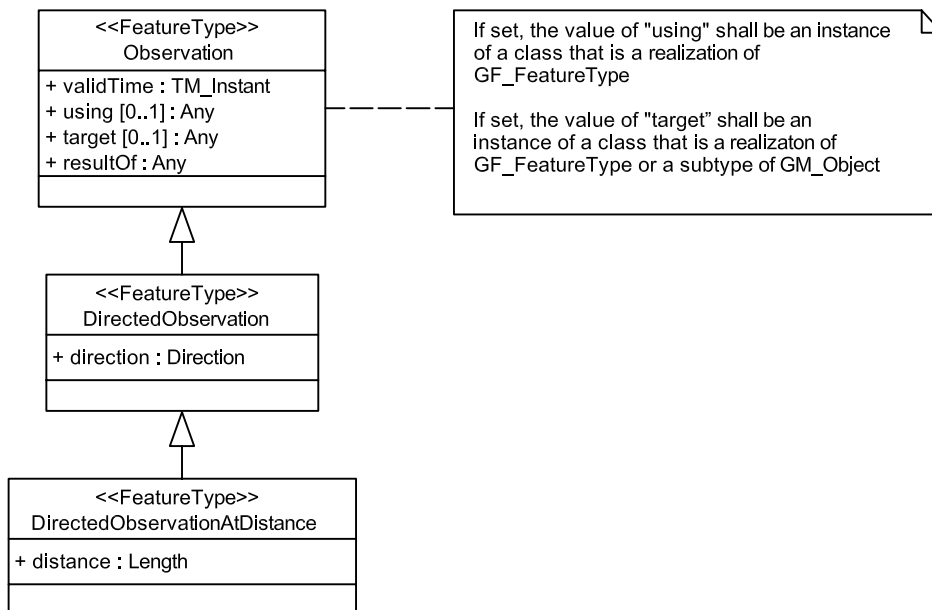 <<FeatureType>>
Observation
+ validTime : TM_Instant
+ using [0..1] : Any
+ target [0..1] : Any
+ resultOf : Any
If set, the value of "using" shall be an instance
of a class that is a realization of
GF_FeatureType
If set, the value of "target” shall be an
instance of a class that is a realizaton of
GF_FeatureType or a subtype of GM_Object
<<FeatureType>>
DirectedObservation
+ direction : Direction
<<FeatureType>>
DirectedObservationAtDistance
+ distance : Length